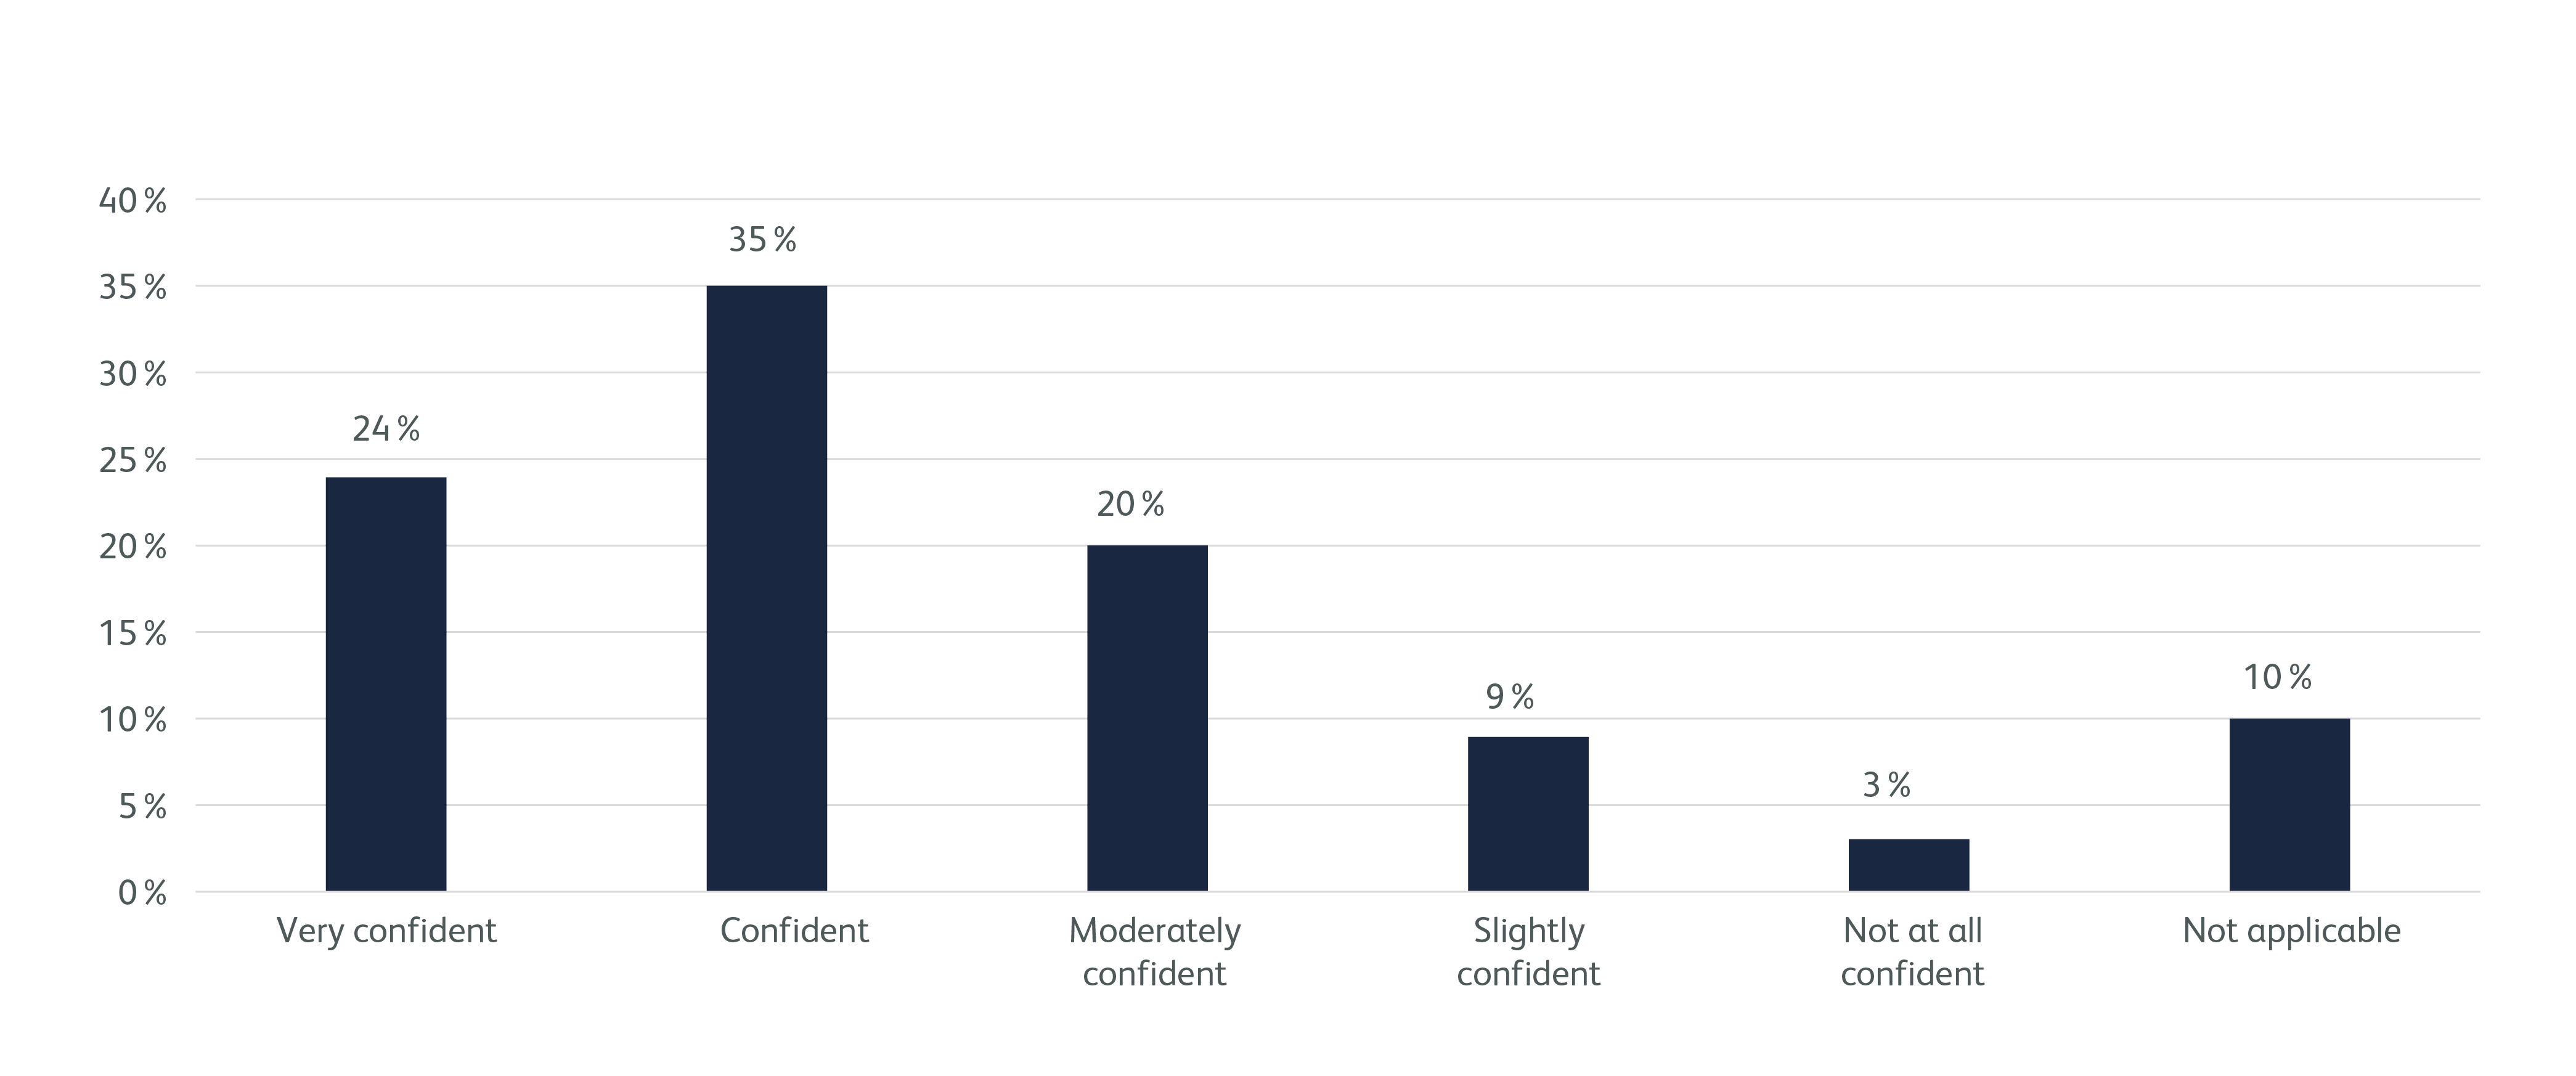 40 %
35 %
35 %
30 %
24 %
25 %
20 %
20 %
15 %
10 %
9 %
10 %
3 %
5 %
0 %
Very confident
Confident
Moderately
confident
Slightly
confident
Not at all
confident
Not applicable